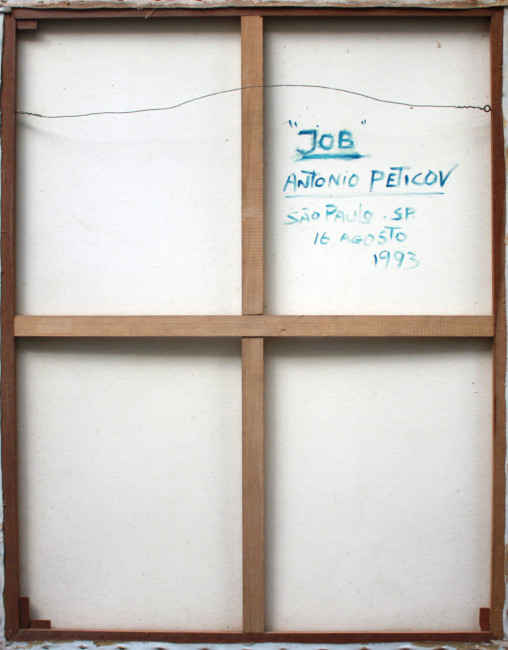 "JOB"
ANTONIO PETICOV
SÃO PAULO . SP.
16 AGOSTO
1993